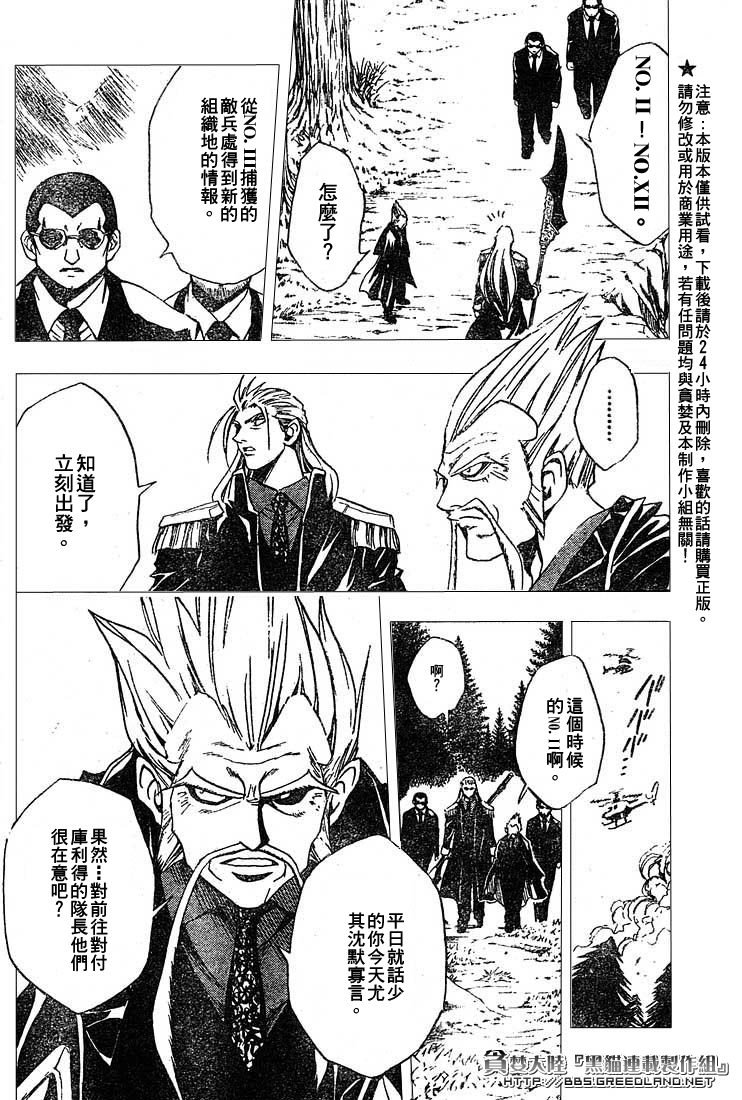 ★
注意：本版本僅供試看，下載後請於24小時內刪除，喜歡的話請購買正版。
請勿修改或用於商業用途，若有任問題均與貪婪及本制作小組無關！
NO. II－NO.XII。
怎麼了？
從NO. III捕獲的
敵兵處得到新的
組織地的情報。
………
知道了，
立刻出發。
這個時候
的NO.II啊。
啊？
平日就話少
的你今天尤
其沈默寡言。
果然…對前往對付
庫利得的隊長他們
很在意吧？
貪婪大陸『黑貓連載製作組』
HTTP://BBS.GREEDLAND.NET